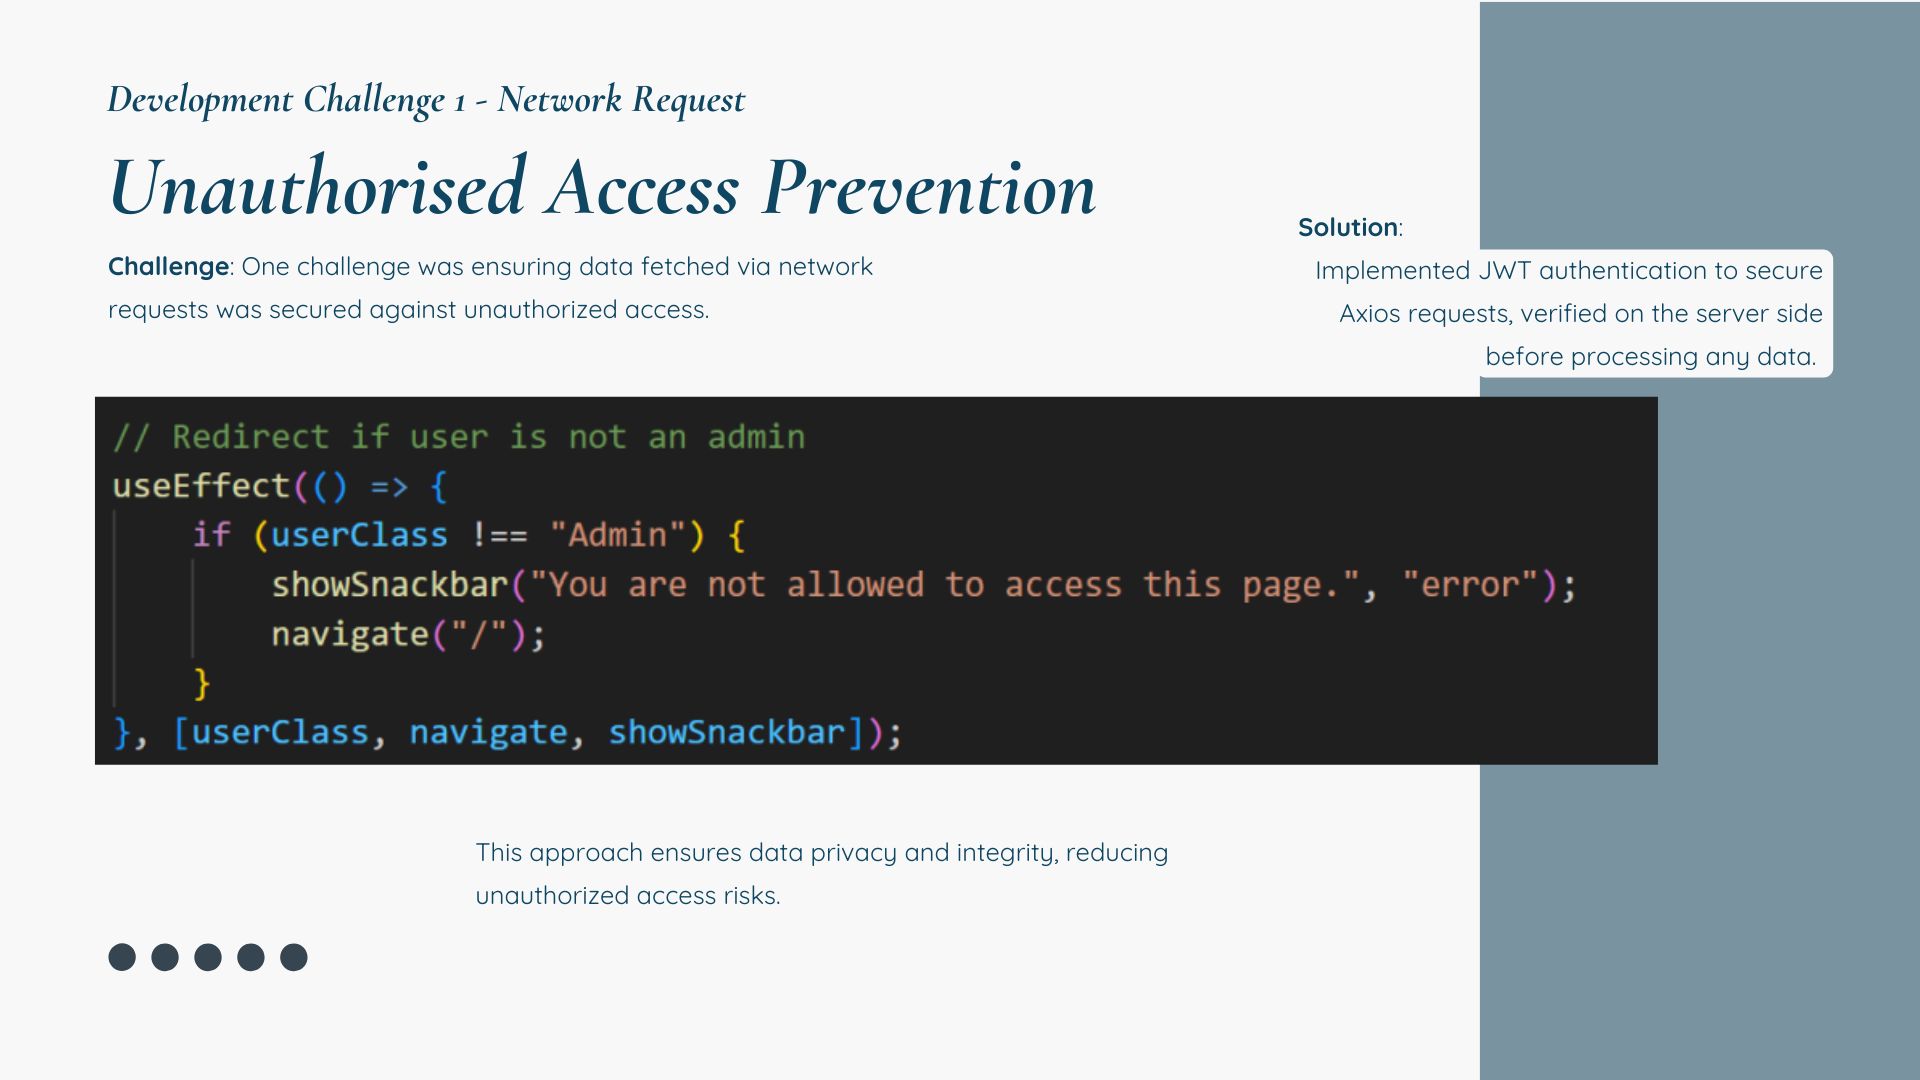 Development Challenge 1 - Network Request
Unauthorised Access Prevention
Challenge: One challenge was ensuring data fetched via network
requests was secured against unauthorized access.
Solution:
Implemented JWT authentication to secure
Axios requests, verified on the server side
before processing any data.
// Redirect if user is not an admin
useEffect(() => {
    if (userClass !== "Admin") {
        showSnackbar("You are not allowed to access this page.", "error");
        navigate("/");
    }
}, [userClass, navigate, showSnackbar]);
This approach ensures data privacy and integrity, reducing
unauthorized access risks.